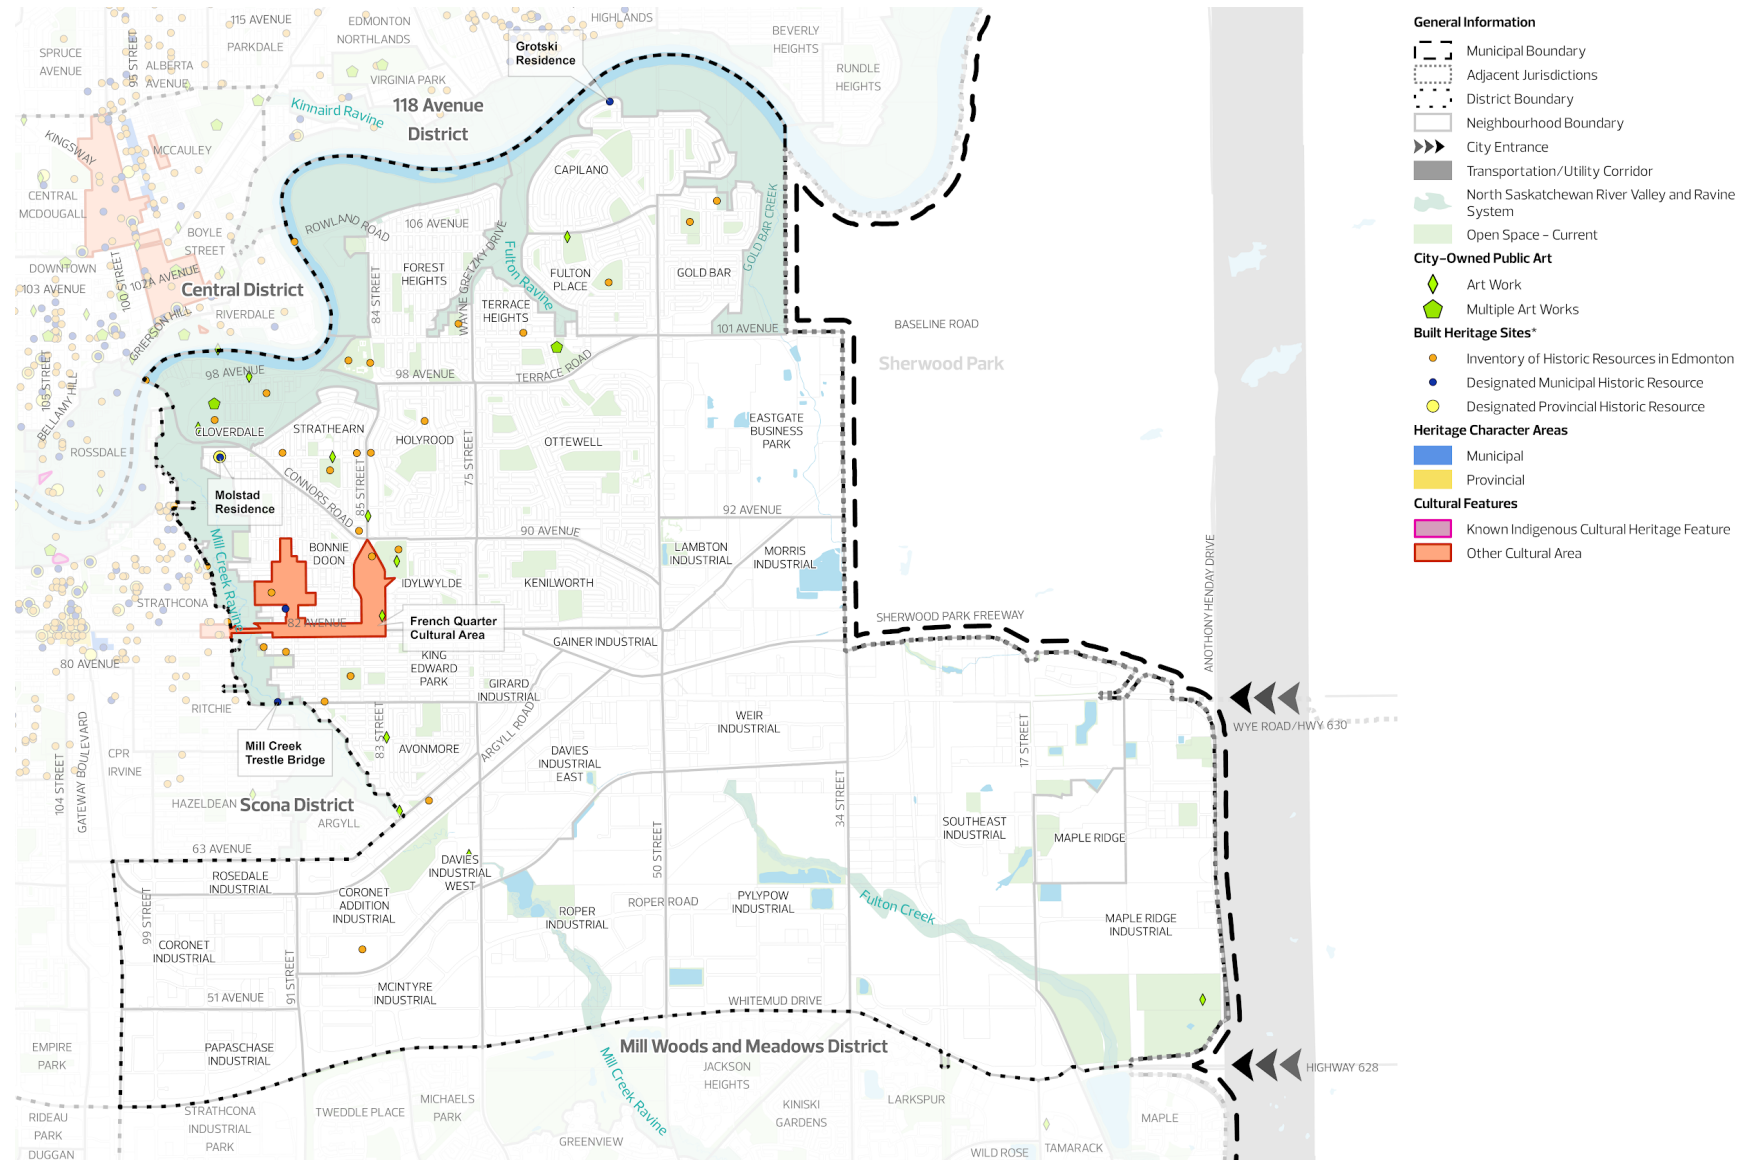 115 AVENUE
EDMONTON
NORTHLANDS
HIGHLANDS
PARKDALE
SPRUCE
AVENUE
95 STREET
ALBERTA
AVENUE
VIRGINIA PARK
Grotski
Residence
BEVERLY
HEIGHTS
RUNDLE
HEIGHTS
Kinnaird Ravine
118 Avenue
District
KINGSWAY
MCCAULEY
CAPILANO
CENTRAL
MCDOUGALL
BOYLE
STREET
ROWLAND ROAD
106 AVENUE
WAYNE GRETZKY DRIVE
Fulton Ravine
GOLD BAR CREEK
DOWNTOWN
103 AVENUE
100 STREET
102A AVENUE
Central District
84 STREET
FOREST
HEIGHTS
FULTON
PLACE
GOLD BAR
TERRACE
HEIGHTS
RIVERDALE
GRIERSON HILL
101 AVENUE
BASELINE ROAD
Sherwood Park
105 STREET
BELLAMY HILL
98 AVENUE
98 AVENUE
TERRACE ROAD
CLOVERDALE
STRATHEARN
HOLYROOD
OTTEWELL
EASTGATE
BUSINESS
PARK
ROSSDALE
75 STREET
CONNORS ROAD
85 STREET
Molstad
Residence
92 AVENUE
90 AVENUE
Mill Creek Ravine
BONNIE
DOON
LAMBTON
INDUSTRIAL
MORRIS
INDUSTRIAL
IDYLWYLDE
KENILWORTH
STRATHCONA
ANOTHONY HENDAY DRIVE
82 AVENUE
French Quarter
Cultural Area
SHERWOOD PARK FREEWAY
GAINER INDUSTRIAL
80 AVENUE
KING
EDWARD
PARK
GIRARD
INDUSTRIAL
RITCHIE
WEIR
INDUSTRIAL
WYE ROAD/HWY 630
83 STREET
ARGYLL ROAD
17 STREET
Mill Creek
Trestle Bridge
AVONMORE
CPR
IRVINE
DAVIES
INDUSTRIAL
EAST
104 STREET
GATEWAY BOULEVARD
HAZELDEAN
Scona District
ARGYLL
34 STREET
SOUTHEAST
INDUSTRIAL
MAPLE RIDGE
63 AVENUE
50 STREET
DAVIES
INDUSTRIAL
WEST
ROSEDALE
INDUSTRIAL
CORONET
ADDITION
INDUSTRIAL
99 STREET
ROPER
INDUSTRIAL
ROPER ROAD
PYLYPOW
INDUSTRIAL
Fulton Creek
MAPLE RIDGE
INDUSTRIAL
CORONET
INDUSTRIAL
91 STREET
MCINTYRE
INDUSTRIAL
51 AVENUE
WHITEMUD DRIVE
EMPIRE
PARK
PAPASCHASE
INDUSTRIAL
Mill Woods and Meadows District
JACKSON
HEIGHTS
HIGHWAY 628
Mill Creek Ravine
RIDEAU
PARK
DUGGAN
STRATHCONA
INDUSTRIAL
PARK
TWEDDLE PLACE
MICHAELS
PARK
LARKSPUR
KINISKI
GARDENS
MAPLE
GREENVIEW
WILD ROSE
TAMARACK
General Information
Municipal Boundary
Adjacent Jurisdictions
District Boundary
Neighbourhood Boundary
City Entrance
Transportation/Utility Corridor
North Saskatchewan River Valley and Ravine
System
Open Space - Current
City-Owned Public Art
Art Work
Multiple Art Works
Built Heritage Sites*
Inventory of Historic Resources in Edmonton
Designated Municipal Historic Resource
Designated Provincial Historic Resource
Heritage Character Areas
Municipal
Provincial
Cultural Features
Known Indigenous Cultural Heritage Feature
Other Cultural Area